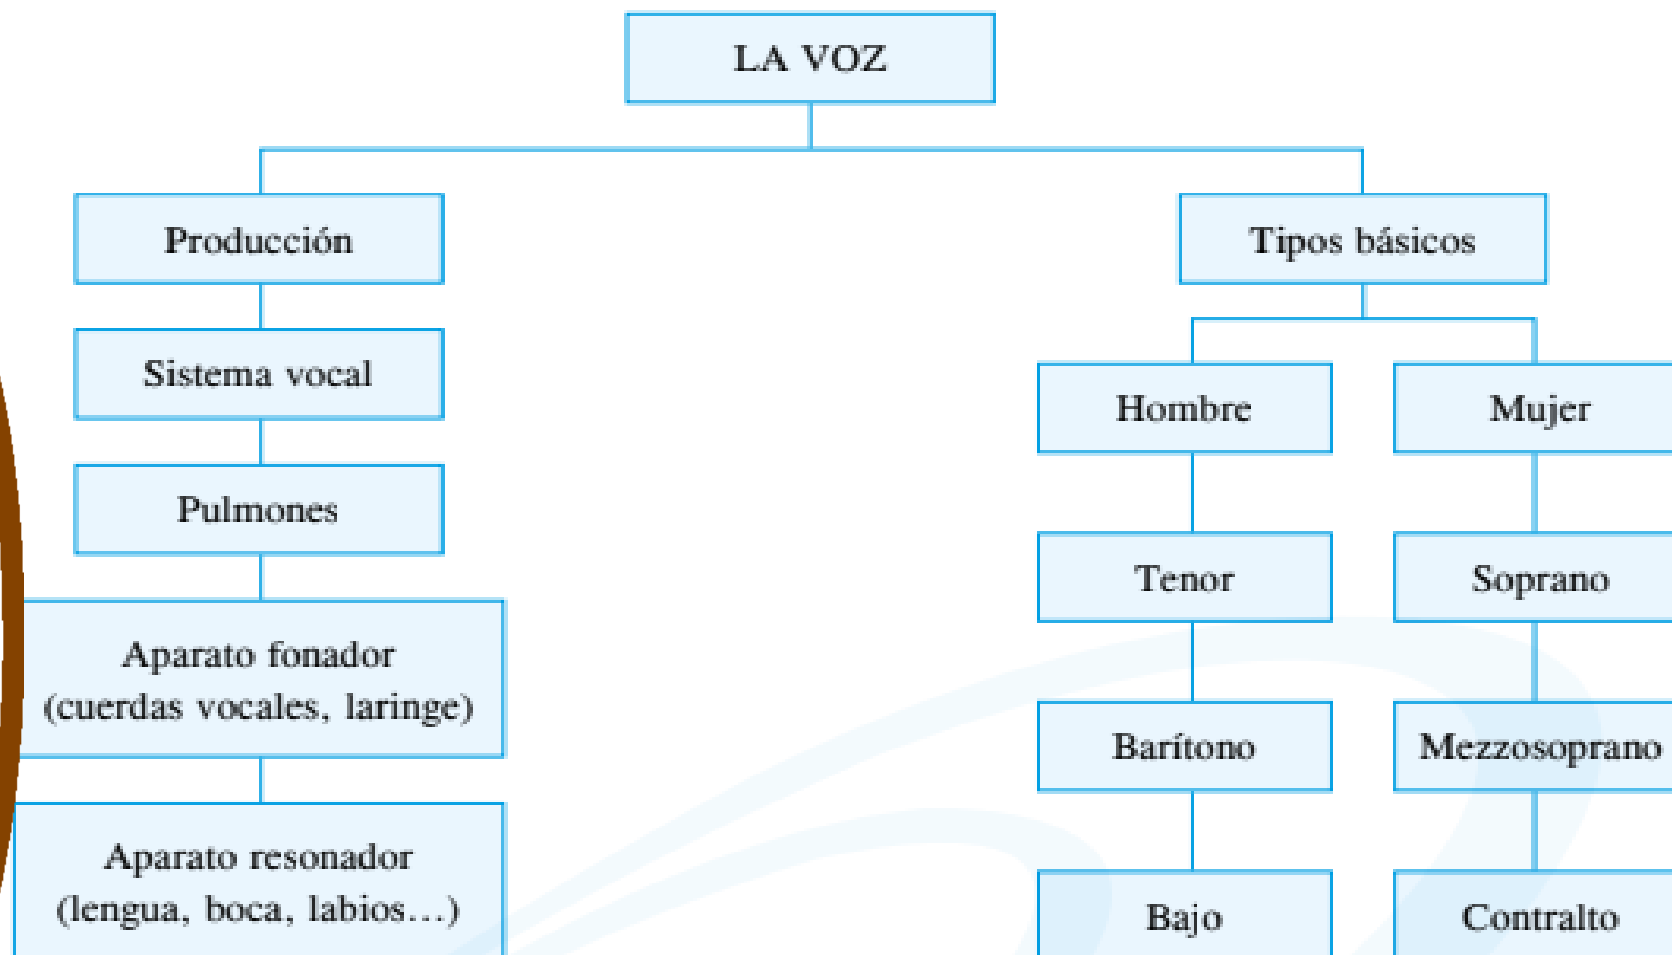 LA VOZ
Producción
Tipos básicos
Sistema vocal
Hombre
Mujer
Pulmones
Tenor
Soprano
Aparato fonador
(cuerdas vocales, laringe)
Barítono
Mezzosoprano
Aparato resonador
(lengua, boca, labios...)
Bajo
Contralto